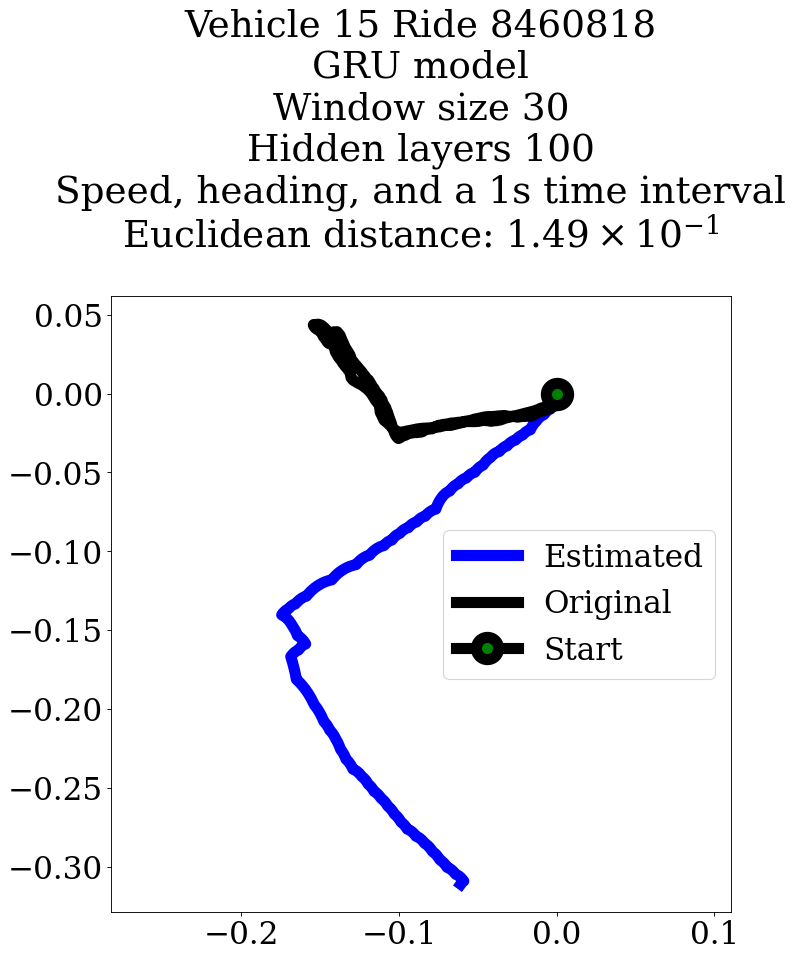 Vehicle 15 Ride 8460818
GRU model
Window size 30
Hidden layers 100
Speed, heading, and a 1s time interval
Euclidean distance: 1.49 × 10⁻¹
0.05
0.00
−0.05
−0.10
−0.15
−0.20
−0.25
−0.30
Estimated
Original
Start
−0.2 −0.1 0.0 0.1